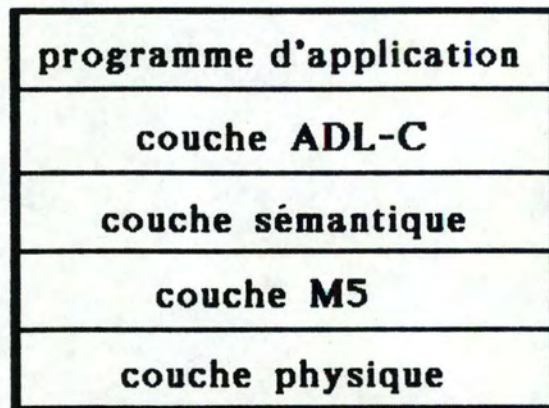 programme d'application
couche ADL-C
couche sémantique
couche M5
couche physique